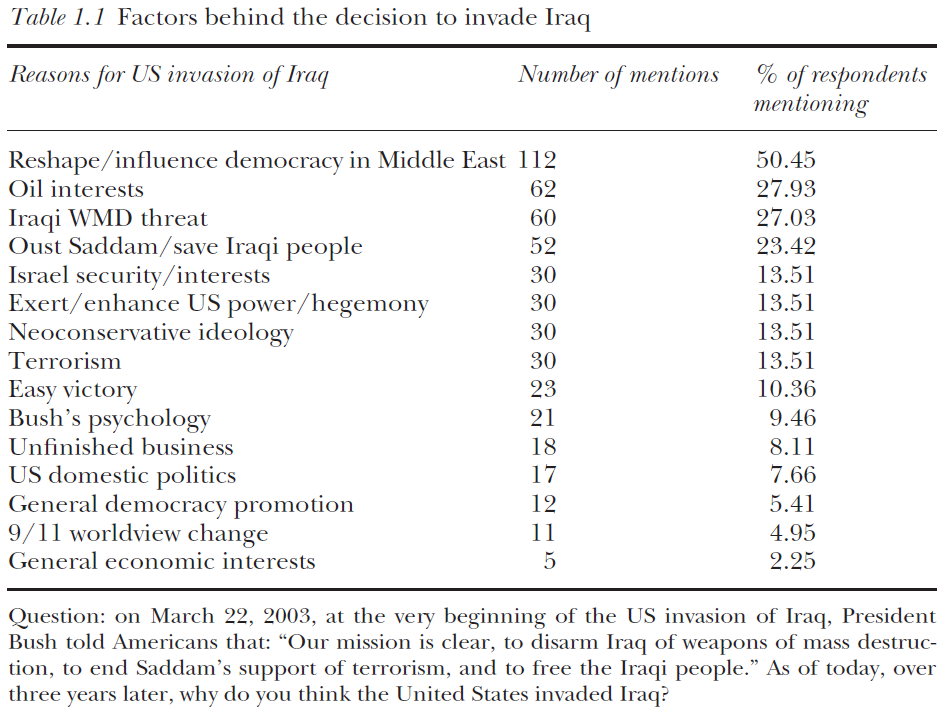 Table 1.1 Factors behind the decision to invade Iraq
Reasons for US invasion of Iraq Number of mentions % of respondents
mentioning
Reshape/influence democracy in Middle East 112 50.45
Oil interests 62 27.93
Iraqi WMD threat 60 27.03
Oust Saddam/save Iraqi people 52 23.42
Israel security/interests 30 13.51
Exert/enhance US power/hegemony 30 13.51
Neoconservative ideology 30 13.51
Terrorism 30 13.51
Easy victory 23 10.36
Bush's psychology 21 9.46
Unfinished business 18 8.11
US domestic politics 17 7.66
General democracy promotion 12 5.41
9/11 worldview change 11 4.95
General economic interests 5 2.25
Question: on March 22, 2003, at the very beginning of the US invasion of Iraq, President
Bush told Americans that: “Our mission is clear, to disarm Iraq of weapons of mass destruc-
tion, to end Saddam's support of terrorism, and to free the Iraqi people.” As of today, over
three years later, why do you think the United States invaded Iraq?